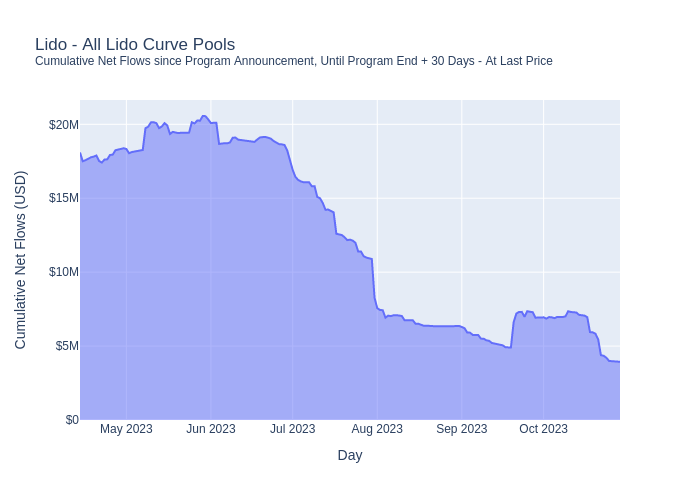 Lido - All Lido Curve Pools
Cumulative Net Flows since Program Announcement, Until Program End + 30 Days - At Last Price
Cumulative Net Flows (USD)
$20M
$15M
$10M
$5M
$0
May 2023
Jun 2023
Jul 2023
Aug 2023
Sep 2023
Oct 2023
Day